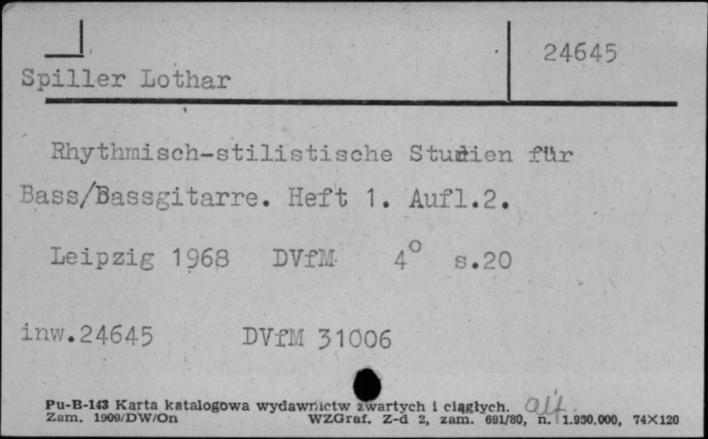 24645
Spiller Lothar
Rhythmisch-stilistische Studien für
Bass/Bassgitarre. Heft 1. Aufl.2.
Leipzig 1968 DVfM 4° s.20
inw.24645 DVfM 31006
Pu-B-143 Karta katalogowa wydawnictw zwartych i ciągłych.
Zam. 1909/DW/On WZGraf. Z-d 2, zam. 691/80, n. 1.930.000, 74×120